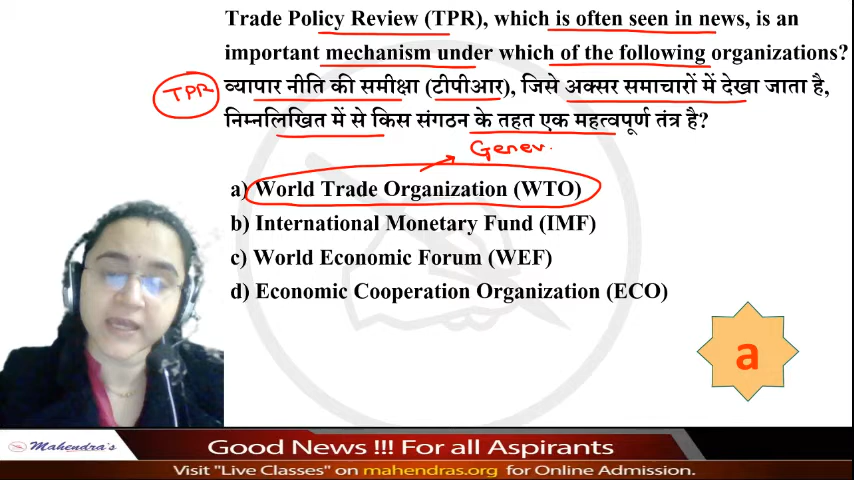 Trade Policy Review (TPR), which is often seen in news, is an
important mechanism under which of the following organizations?
TPR
व्यापार नीति की समीक्षा (टीपीआर), जिसे अक्सर समाचारों में देखा जाता है,
निम्नलिखित में से किस संगठन के तहत एक महत्वपूर्ण तंत्र है?
Genev.
a) World Trade Organization (WTO)
b) International Monetary Fund (IMF)
c) World Economic Forum (WEF)
d) Economic Cooperation Organization (ECO)
a
Mahendra's
Good News !!! For all Aspirants
Visit "Live Classes" on mahendras.org for Online Admission.